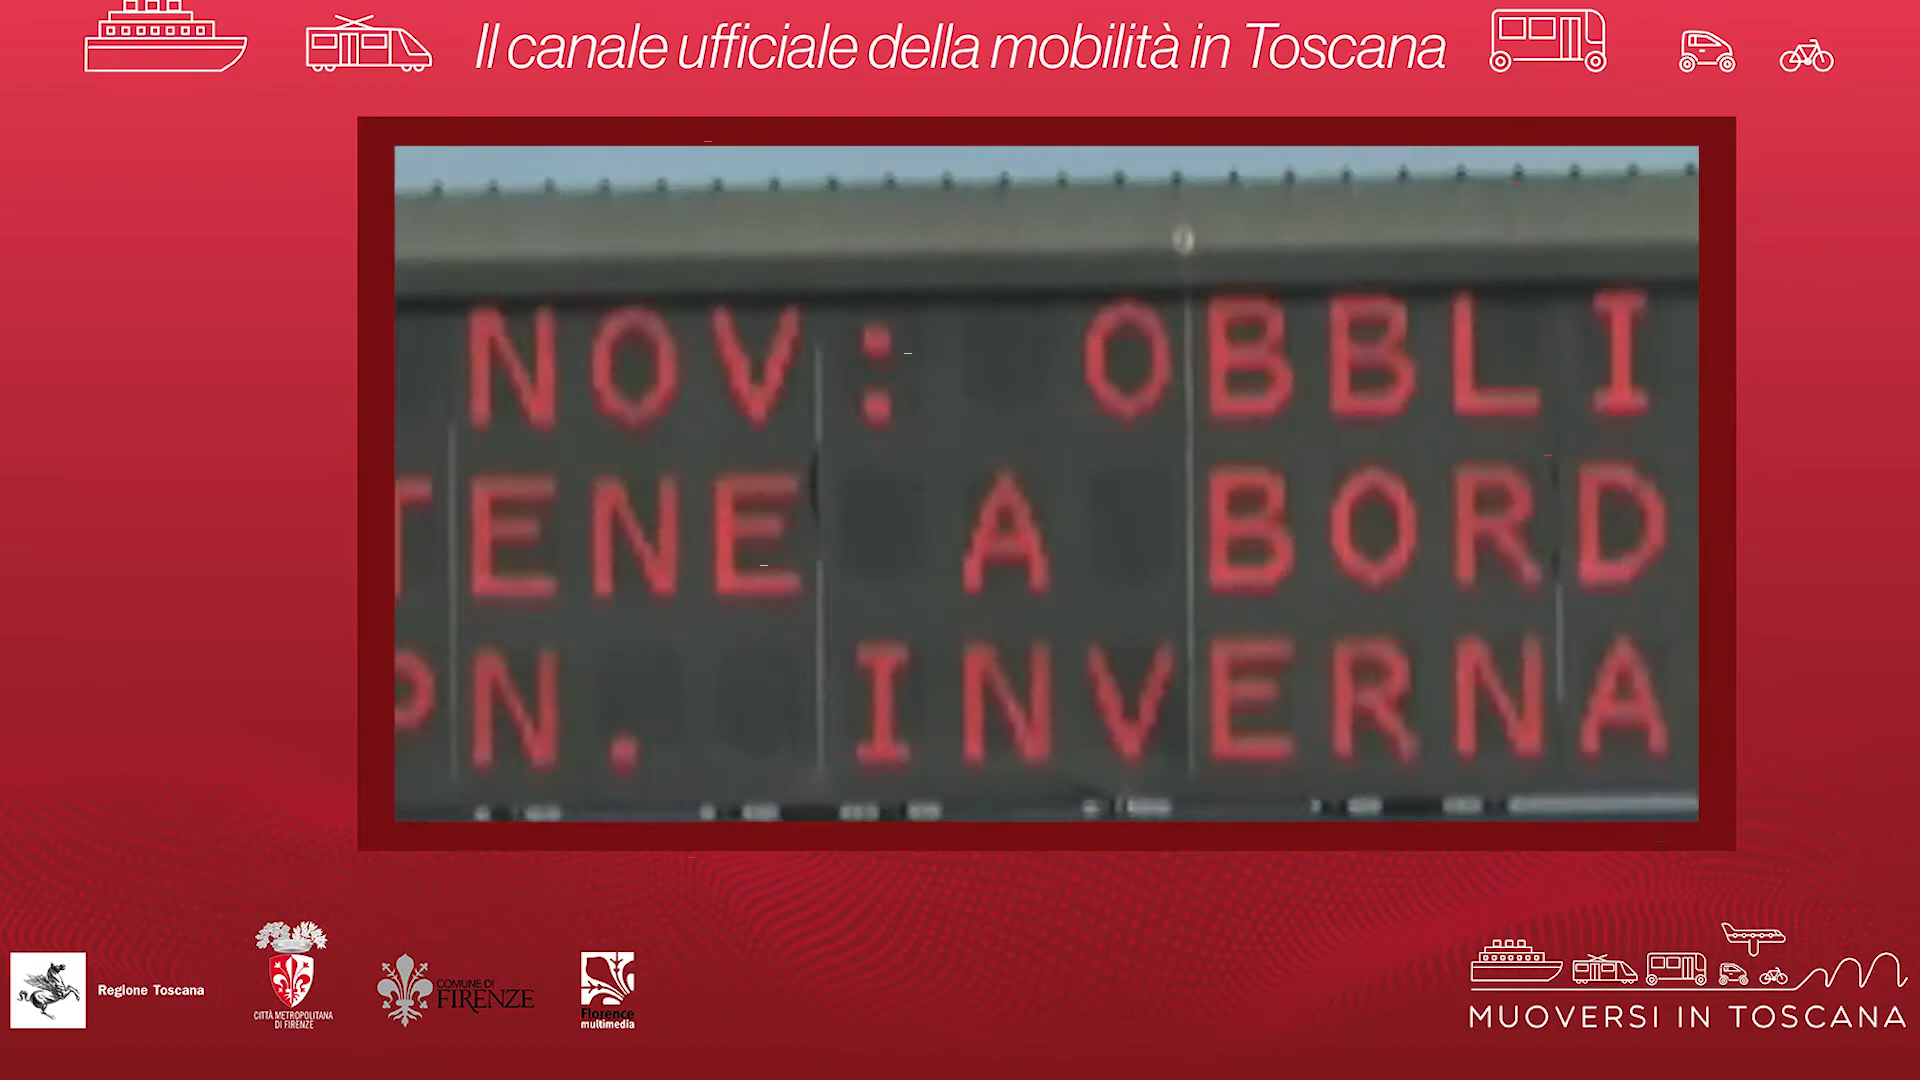 Il canale ufficiale della mobilità in Toscana
NOV: OBBLI
TENE A BORD
PN. INVERNA
Regione Toscana
CITTÀ METROPOLITANA
DI FIRENZE
COMUNE DI
FIRENZE
Florence
multimedia
MUOVERSI IN TOSCANA